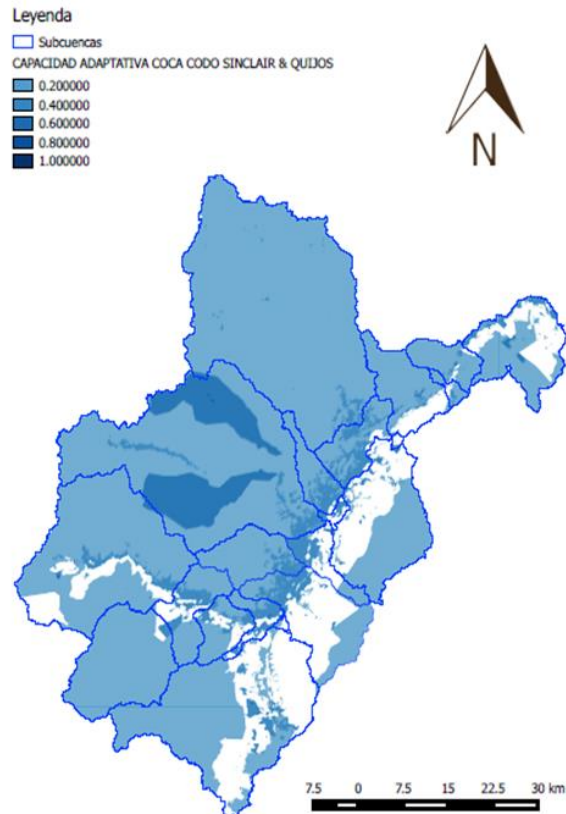 Leyenda
Subcuencas
CAPACIDAD ADAPTATIVA COCA CODO SINCLAIR & QUIJOS
0.200000
0.400000
0.600000
0.800000
1.000000
N
7.5 0 7.5 15 22.5 30 km